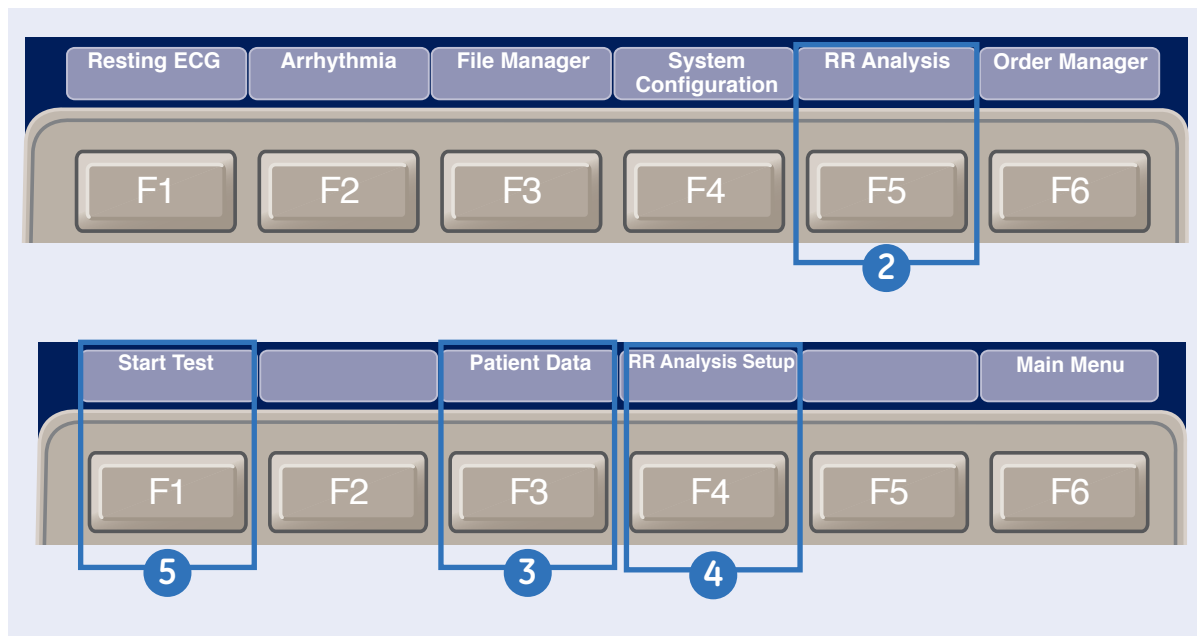 Resting ECG Arrhythmia File Manager System Configuration RR Analysis Order Manager
F1 F2 F3 F4 F5 F6
2
Start Test Patient Data RR Analysis Setup Main Menu
F1 F2 F3 F4 F5 F6
5 3 4